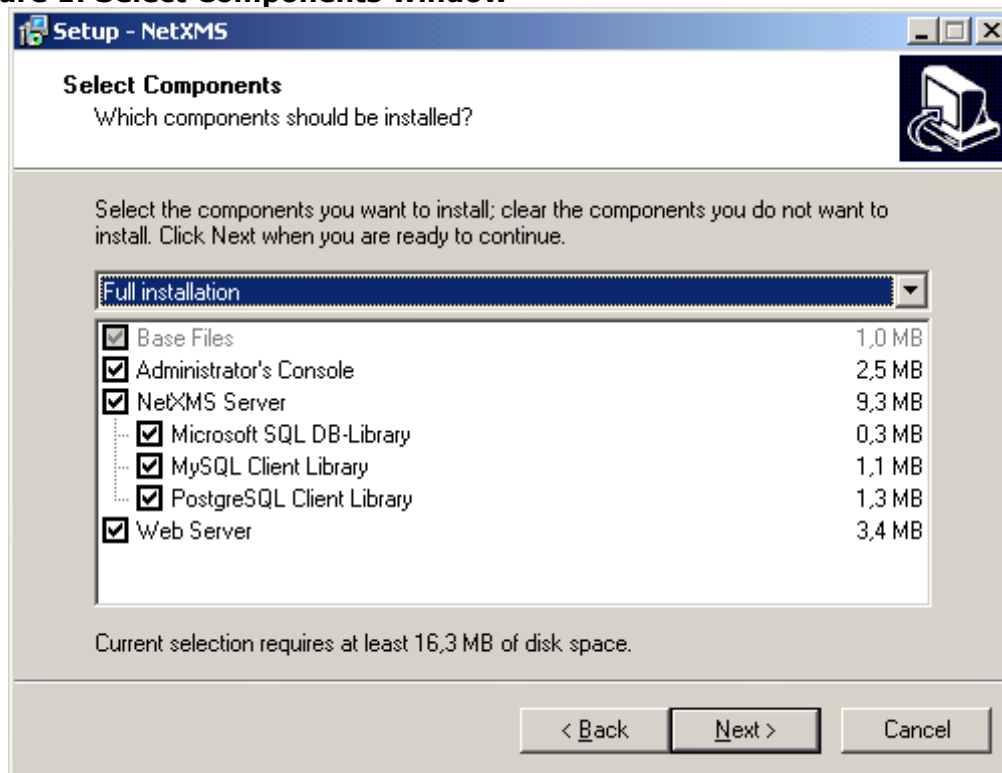 Select Components window
Setup - NetXMS
Select Components
Which components should be installed?
Select the components you want to install; clear the components you do not want to
install. Click Next when you are ready to continue.
Full installation
Base Files 1,0 MB
Administrator's Console 2,5 MB
NetXMS Server 9,3 MB
Microsoft SQL DB-Library 0,3 MB
MySQL Client Library 1,1 MB
PostgreSQL Client Library 1,3 MB
Web Server 3,4 MB
Current selection requires at least 16,3 MB of disk space.
< Back Next > Cancel